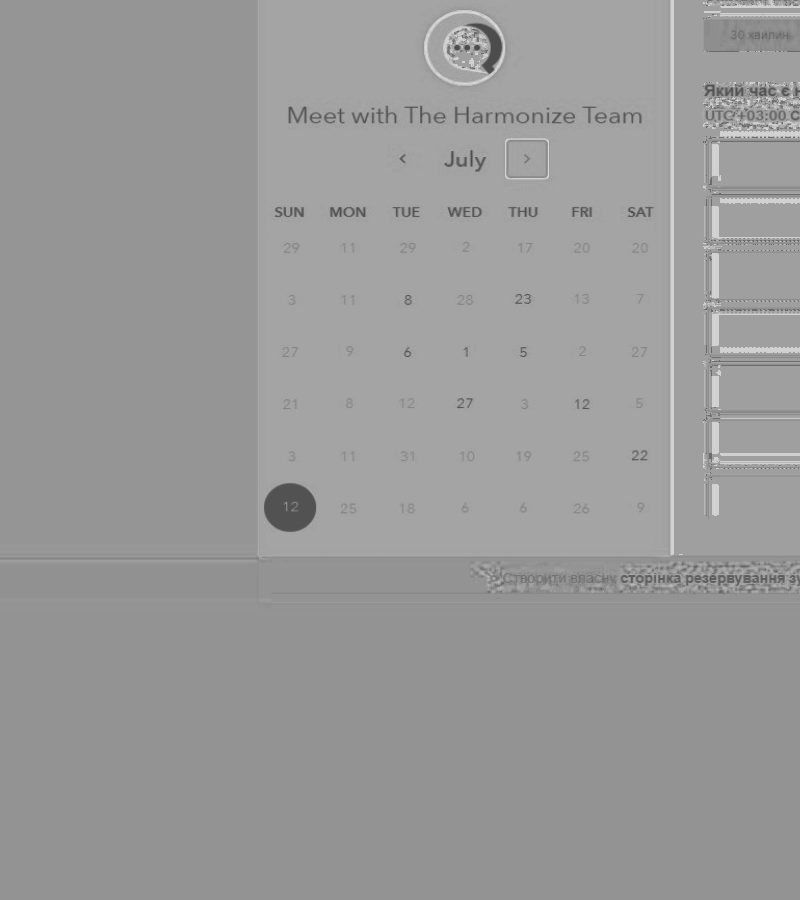 30 хвилин
Meet with The Harmonize Team
July
SUN MON TUE WED THU FRI SAT
29 11 29 2 17 20 20
3 11 8 28 23 13 7
27 9 6 1 5 2 27
21 8 12 27 3 12 5
3 11 31 10 19 25 22
12 25 18 6 6 26 9
Який час є
UTC +03:00
Створити власну сторінка резервування